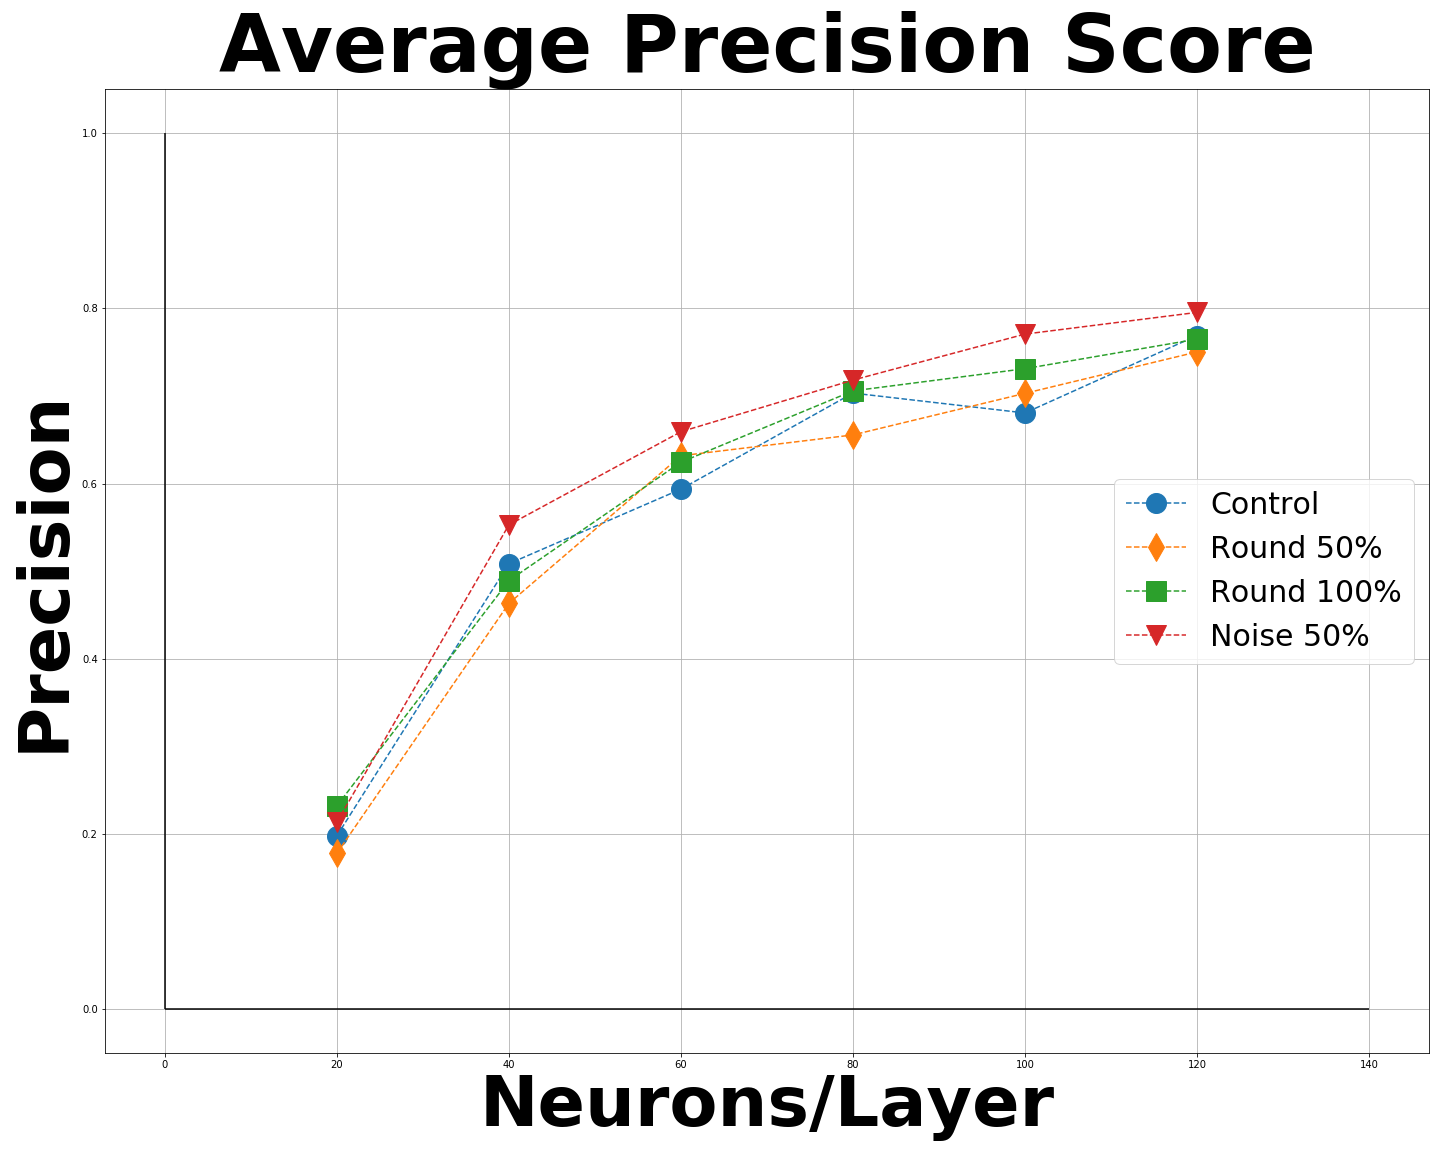 Average Precision Score
Precision
1.0
0.8
0.6
0.4
0.2
0.0
Control
Round 50%
Round 100%
Noise 50%
0 20 40 60 80 100 120 140
Neurons/Layer